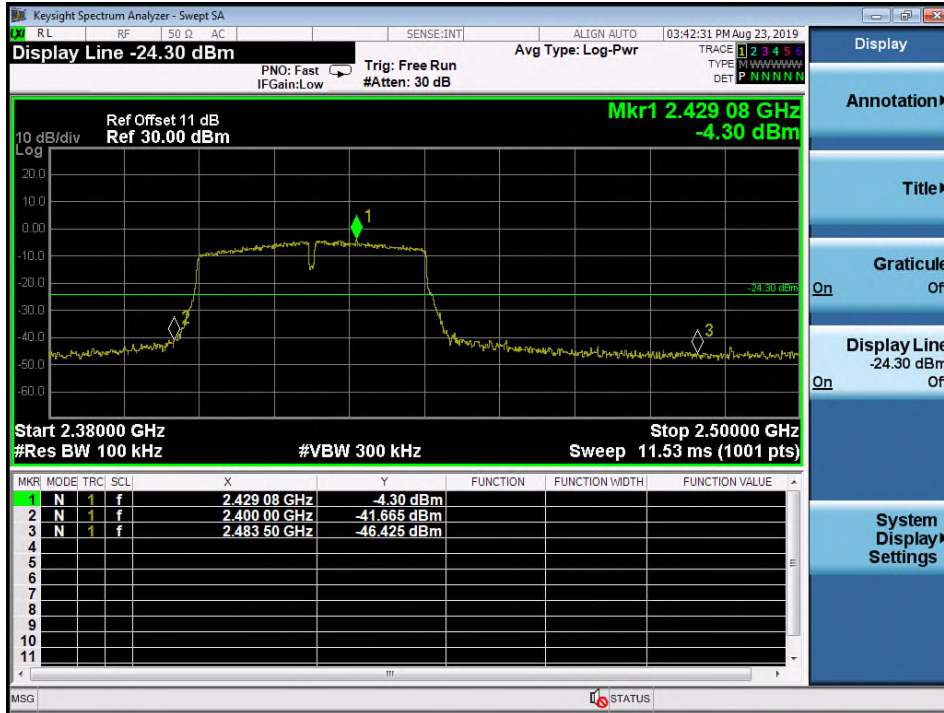 Keysight Spectrum Analyzer - Swept SA
LXI RL RF 50 Ω AC SENSE:INT ALIGN AUTO 03:42:31 PM Aug 23, 2019
Display Line -24.30 dBm
PNO: Fast
IFGain:Low
Trig: Free Run
#Atten: 30 dB
Avg Type: Log-Pwr
TRACE 1 2 3 4 5 6
TYPE M WWWWW
DET P N N N N N
Mkr1 2.429 08 GHz
-4.30 dBm
Ref Offset 11 dB
10 dB/div Ref 30.00 dBm
Log
20.0
10.0
0.00
-10.0
-20.0
-30.0
-40.0
-50.0
-60.0
1
2
3
-24.30 dBm
Start 2.38000 GHz Stop 2.50000 GHz
#Res BW 100 kHz #VBW 300 kHz Sweep 11.53 ms (1001 pts)
MKR MODE TRC SCL X Y FUNCTION FUNCTION WIDTH FUNCTION VALUE
1 N 1 f 2.429 08 GHz -4.30 dBm
2 N 1 f 2.400 00 GHz -41.665 dBm
3 N 1 f 2.483 50 GHz -46.425 dBm
4
5
6
7
8
9
10
11
MSG STATUS
Display
Annotation
Title
Graticule
On Off
Display Line
-24.30 dBm
On Off
System
Display
Settings